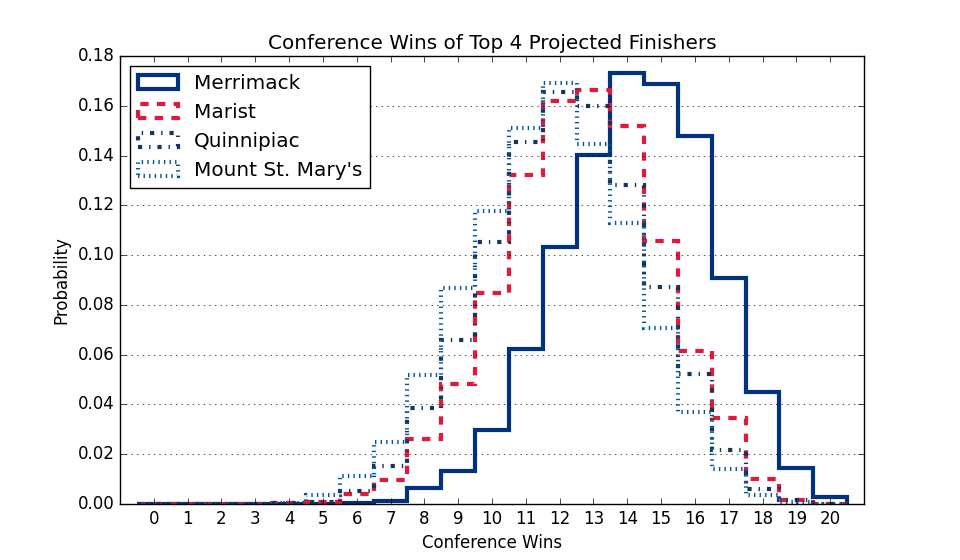 Conference Wins of Top 4 Projected Finishers
Merrimack
Marist
Quinnipiac
Mount St. Mary's
0.18
0.16
0.14
0.12
0.10
0.08
0.06
0.04
0.02
0.00
Probability
0 1 2 3 4 5 6 7 8 9 10 11 12 13 14 15 16 17 18 19 20
Conference Wins